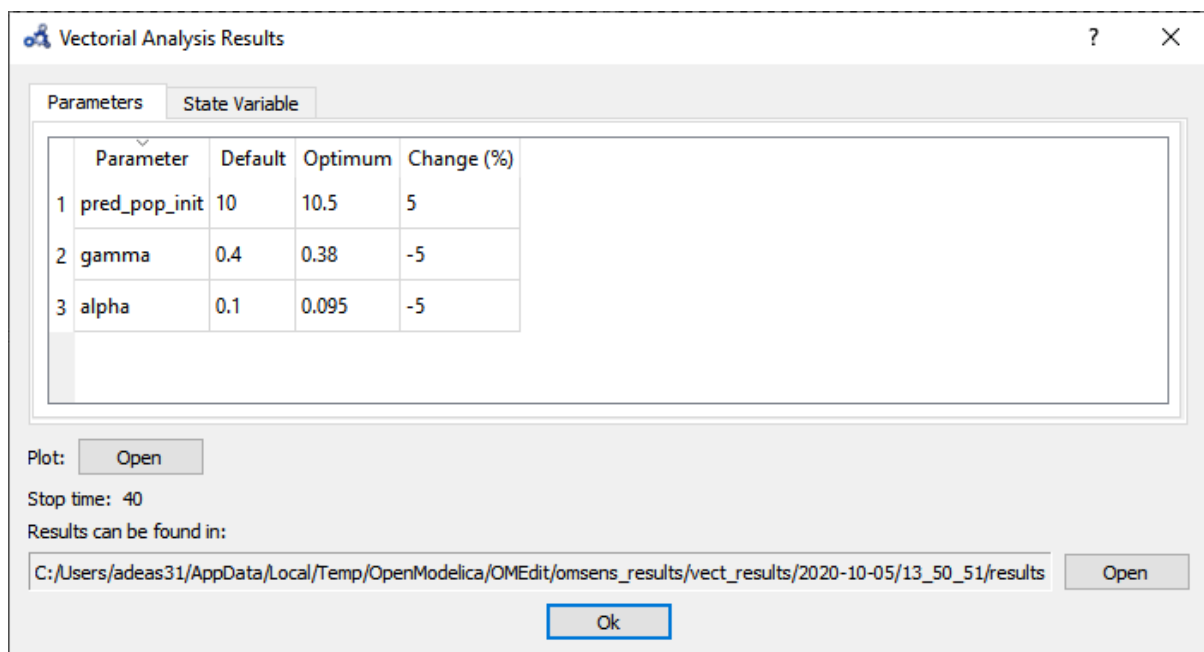 Vectorial Analysis Results ?
Parameters State Variable
Parameter Default Optimum Change (%)
1 pred_pop_init 10 10.5 5
2 gamma 0.4 0.38 -5
3 alpha 0.1 0.095 -5
Plot: Open
Stop time: 40
Results can be found in:
C:/Users/adeas31/AppData/Local/Temp/OpenModelica/OMEdit/omsens_results/vect_results/2020-10-05/13_50_51/results Open
Ok